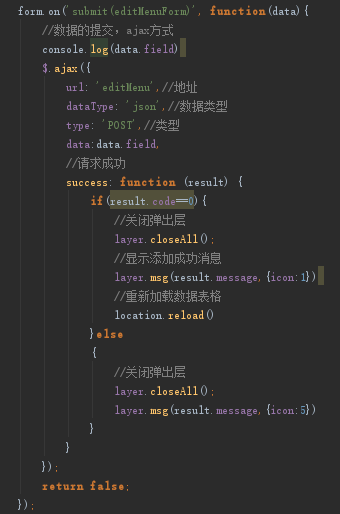 form.on('submit(editMenuForm)', function(data){
//数据的提交，ajax方式
console.log(data.field)
$.ajax({
url: 'editMenu',//地址
dataType: 'json',//数据类型
type: 'POST',//类型
data:data.field,
//请求成功
success: function (result) {
if(result.code==0){
//关闭弹出层
layer.closeAll();
//显示添加成功消息
layer.msg(result.message,{icon:1})
//重新加载数据表格
location.reload()
}else
{
//关闭弹出层
layer.closeAll();
layer.msg(result.message,{icon:5})
}
}
});
return false;
});